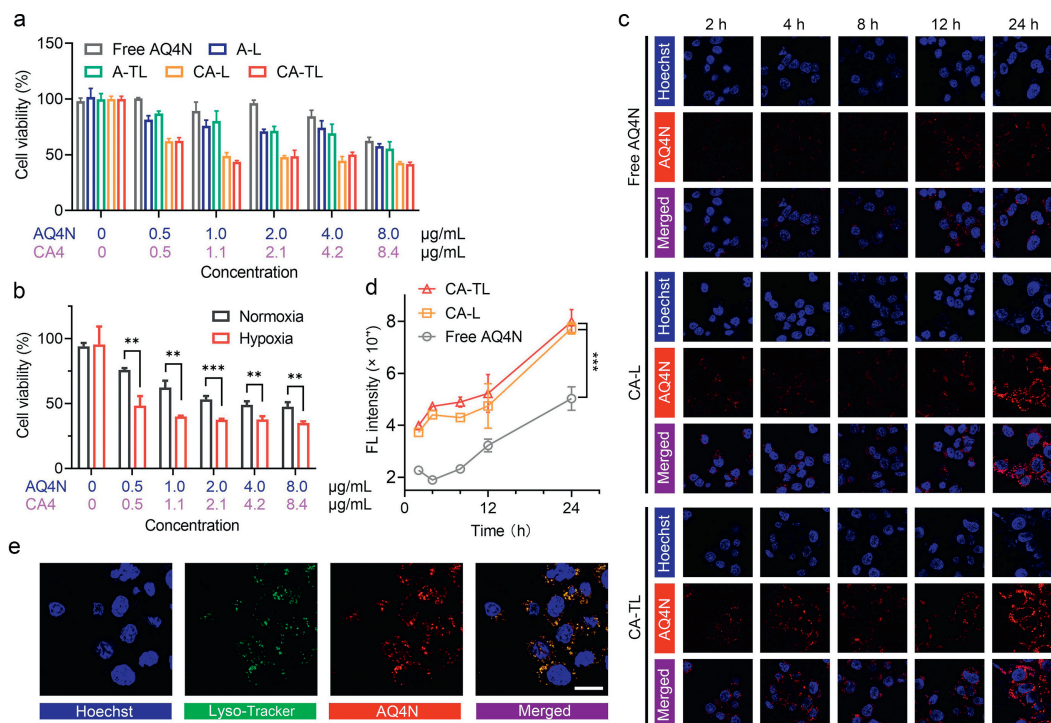 a
150
100
50
0
Cell viability (%)
Free AQ4N
A-L
A-TL
CA-L
CA-TL
AQ4N 0 0.5 1.0 2.0 4.0 8.0 µg/mL
CA4 0 0.5 1.1 2.1 4.2 8.4 µg/mL
Concentration
b
100
50
0
Cell viability (%)
Normoxia
Hypoxia
** ** *** ** **
AQ4N 0 0.5 1.0 2.0 4.0 8.0 µg/mL
CA4 0 0.5 1.1 2.1 4.2 8.4 µg/mL
Concentration
d
8
6
4
2
FL intensity (× 10⁴)
CA-TL
CA-L
Free AQ4N
***
0 12 24
Time (h)
c
2 h 4 h 8 h 12 h 24 h
Free AQ4N
Hoechst
AQ4N
Merged
CA-L
Hoechst
AQ4N
Merged
CA-TL
Hoechst
AQ4N
Merged
e
Hoechst Lyso-Tracker AQ4N Merged